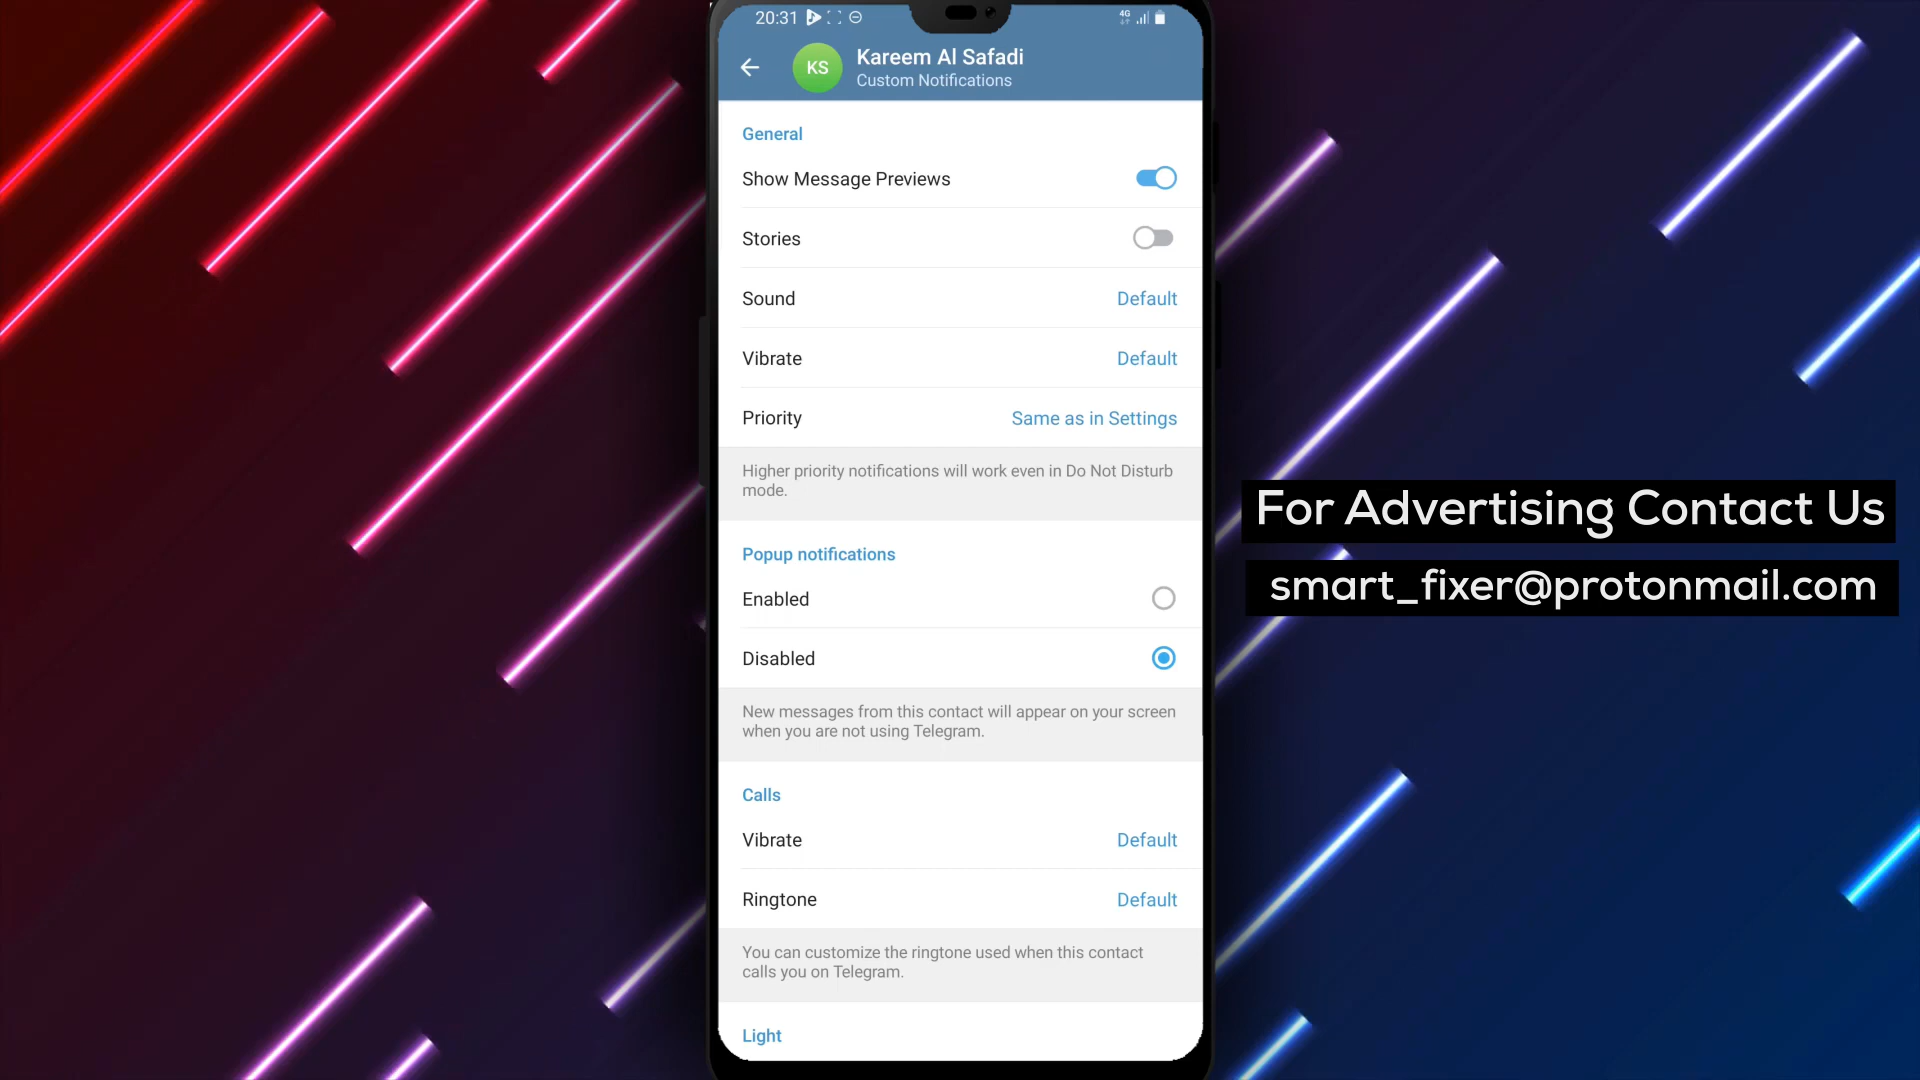 20:31
4G
KS
Kareem Al Safadi
Custom Notifications
General
Show Message Previews
Stories
Sound Default
Vibrate Default
Priority Same as in Settings
Higher priority notifications will work even in Do Not Disturb
mode.
Popup notifications
Enabled
Disabled
New messages from this contact will appear on your screen
when you are not using Telegram.
Calls
Vibrate Default
Ringtone Default
You can customize the ringtone used when this contact
calls you on Telegram.
Light
For Advertising Contact Us
smart_fixer@protonmail.com